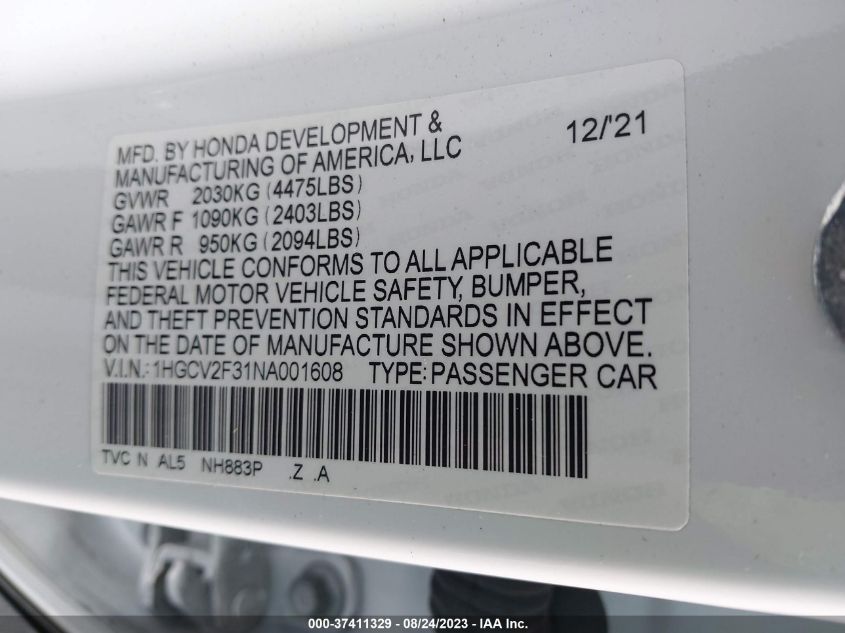 MFD. BY HONDA DEVELOPMENT & 12/'21
MANUFACTURING OF AMERICA, LLC
GVWR 2030KG (4475LBS)
GAWR F 1090KG (2403LBS)
GAWR R 950KG (2094LBS)
THIS VEHICLE CONFORMS TO ALL APPLICABLE
FEDERAL MOTOR VEHICLE SAFETY, BUMPER,
AND THEFT PREVENTION STANDARDS IN EFFECT
ON THE DATE OF MANUFACTURE SHOWN ABOVE.
V.I.N.: 1HGCV2F31NA001608 TYPE: PASSENGER CAR
TVC N AL5 NH883P .Z .A
000-37411329 - 08/24/2023 - IAA Inc.